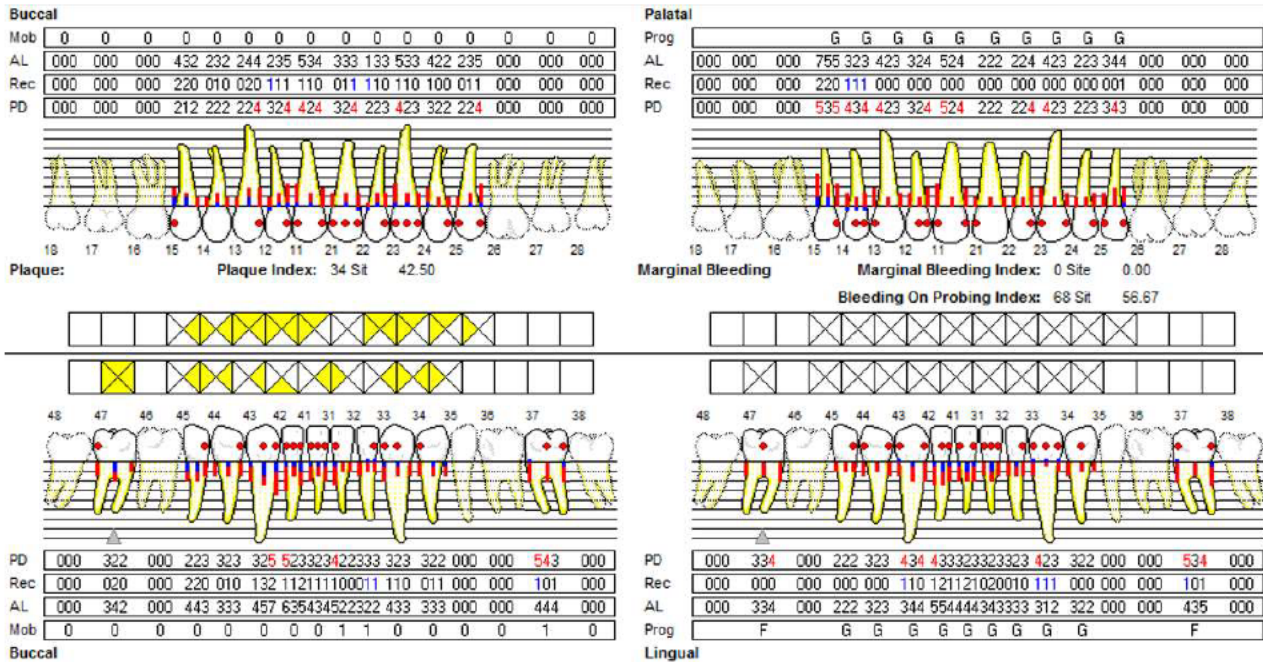 Buccal
Mob 0 0 0 0 0 0 0 0 0 0 0 0 0 0 0 0
AL 000 000 000 432 232 244 235 534 333 133 533 422 235 000 000 000
Rec 000 000 000 220 010 020 111 110 011 110 110 100 011 000 000 000
PD 000 000 000 212 222 224 324 424 324 223 423 322 224 000 000 000
18 17 16 15 14 13 12 11 21 22 23 24 25 26 27 28
Palatal
Prog G G G G G G G G G G
AL 000 000 000 755 323 423 324 524 222 224 423 223 344 000 000 000
Rec 000 000 000 220 111 000 000 000 000 000 000 000 001 000 000 000
PD 000 000 000 535 434 423 324 524 222 224 423 223 343 000 000 000
18 17 16 15 14 13 12 11 21 22 23 24 25 26 27 28
Plaque: Plaque Index: 34 Sit 42.50
Marginal Bleeding Marginal Bleeding Index: 0 Site 0.00
Bleeding On Probing Index: 68 Sit 56.67
48 47 46 45 44 43 42 41 31 32 33 34 35 36 37 38
PD 000 322 000 223 323 325 523323422333 323 322 000 000 543 000
Rec 000 020 000 220 010 132 112111100011 110 011 000 000 101 000
AL 000 342 000 443 333 457 635434522322 433 333 000 000 444 000
Mob 0 0 0 0 0 0 0 0 1 1 0 0 0 0 1 0
Buccal
48 47 46 45 44 43 42 41 31 32 33 34 35 36 37 38
PD 000 334 000 222 323 434 433332332333 423 322 000 000 534 000
Rec 000 000 000 000 000 110 121121020010 111 000 000 000 101 000
AL 000 334 000 222 323 344 554444343333 312 322 000 000 435 000
Prog F G G G G G G G G F
Lingual